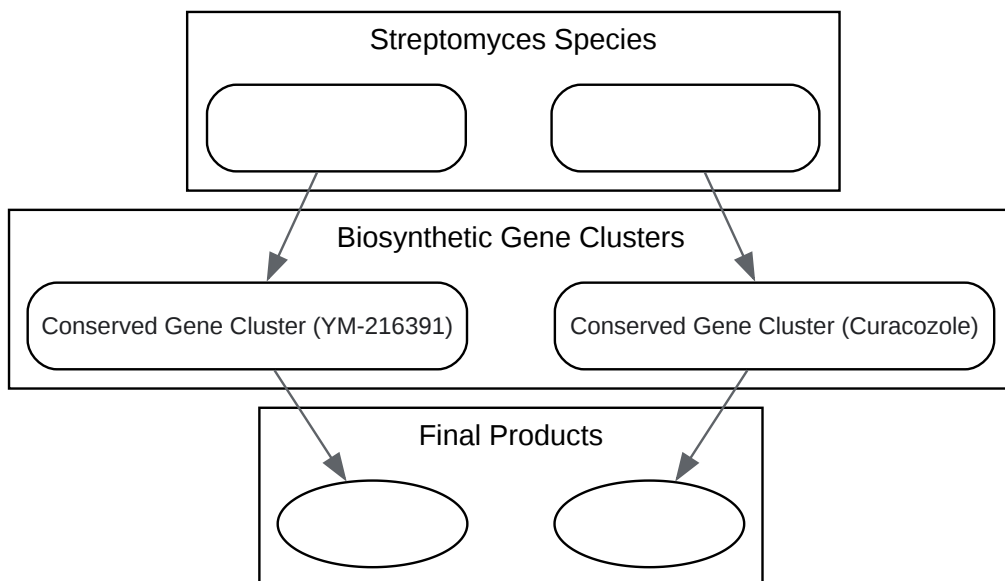 Streptomyces Species
Biosynthetic Gene Clusters
Conserved Gene Cluster (YM-216391)
Conserved Gene Cluster (Curacozole)
Final Products